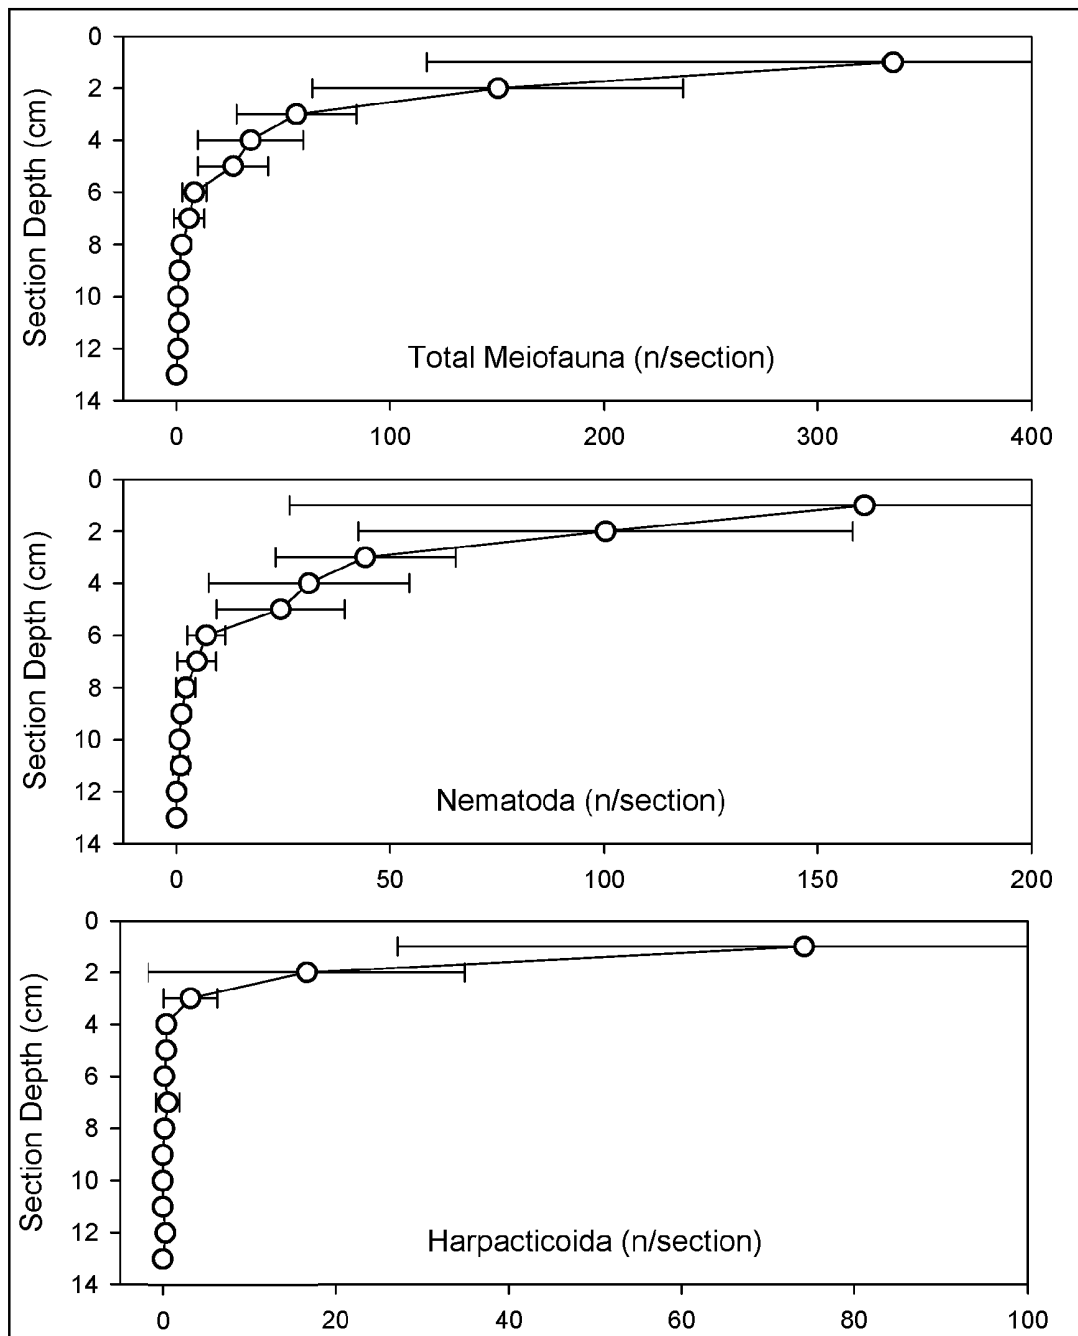 0
2
4
6
8
10
12
14
Section Depth (cm)
Total Meiofauna (n/section)
0 100 200 300 400
0
2
4
6
8
10
12
14
Section Depth (cm)
Nematoda (n/section)
0 50 100 150 200
0
2
4
6
8
10
12
14
Section Depth (cm)
Harpacticoida (n/section)
0 20 40 60 80 100